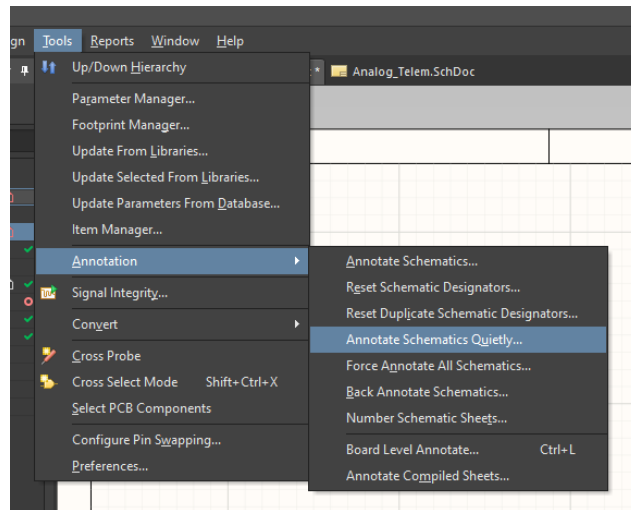 gn Tools Reports Window Help
Up/Down Hierarchy
* Analog_Telem.SchDoc
Parameter Manager...
Footprint Manager...
Update From Libraries...
Update Selected From Libraries...
Update Parameters From Database...
Item Manager...
Annotation
Signal Integrity...
Convert
Cross Probe
Cross Select Mode Shift+Ctrl+X
Select PCB Components
Configure Pin Swapping...
Preferences...
Annotate Schematics...
Reset Schematic Designators...
Reset Duplicate Schematic Designators...
Annotate Schematics Quietly...
Force Annotate All Schematics...
Back Annotate Schematics...
Number Schematic Sheets...
Board Level Annotate... Ctrl+L
Annotate Compiled Sheets...